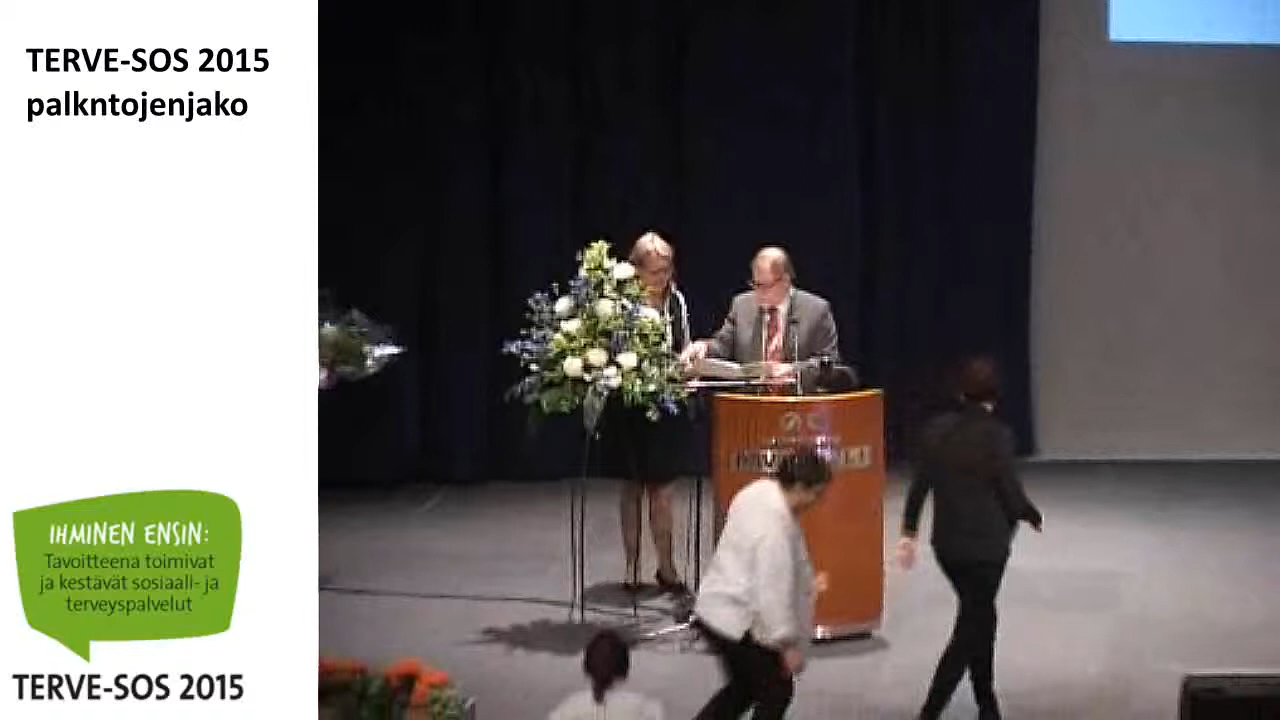 TERVE-SOS 2015
palkntojenjako
IHMINEN ENSIN:
Tavoitteena toimivat
ja kestävät sosiaali- ja
terveyspalvelut
TERVE-SOS 2015